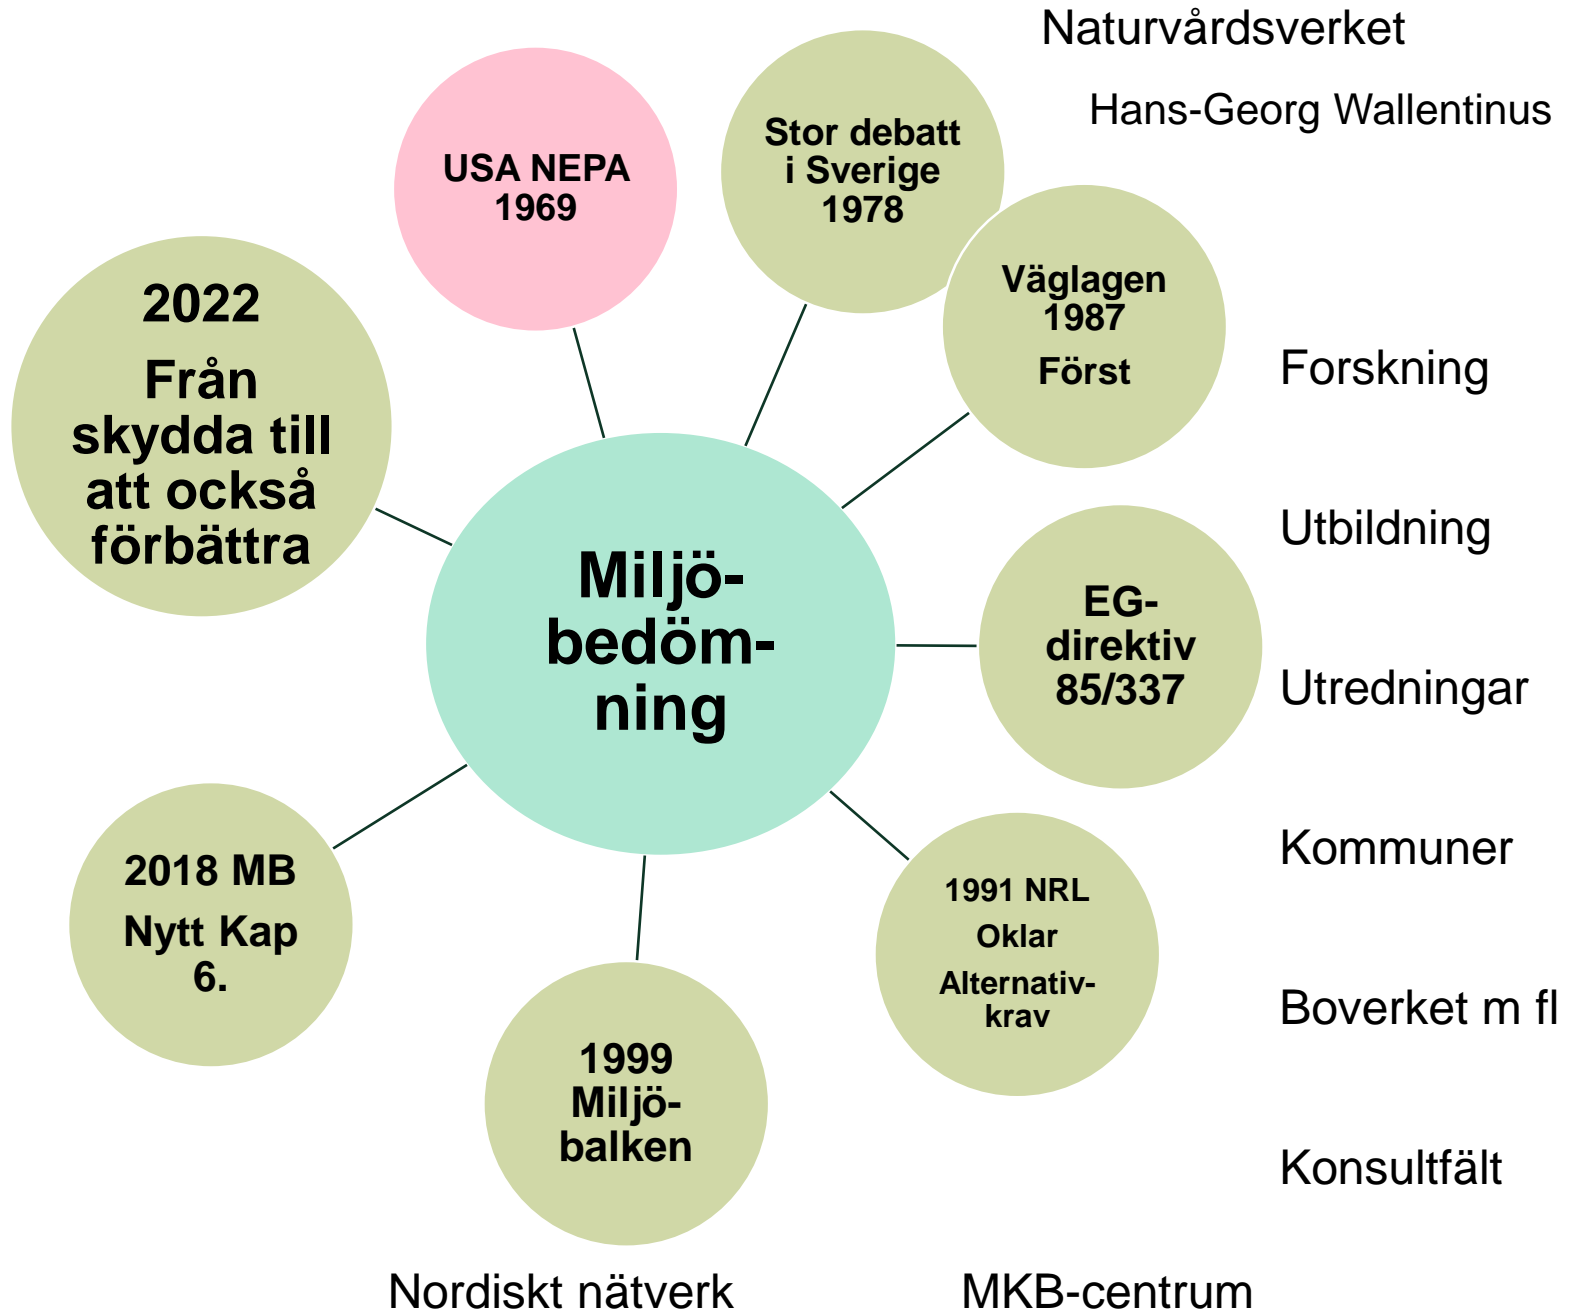 Naturvårdsverket
Hans-Georg Wallentinus
USA NEPA
1969
Stor debatt
i Sverige
1978
Väglagen
1987
Först
2022
Från
skydda till
att också
förbättra
Forskning
Utbildning
Miljö-
bedöm-
ning
EG-
direktiv
85/337
Utredningar
Kommuner
2018 MB
Nytt Kap
6.
1991 NRL
Oklar
Alternativ-
krav
Boverket m fl
1999
Miljö-
balken
Konsultfält
Nordiskt nätverk
MKB-centrum